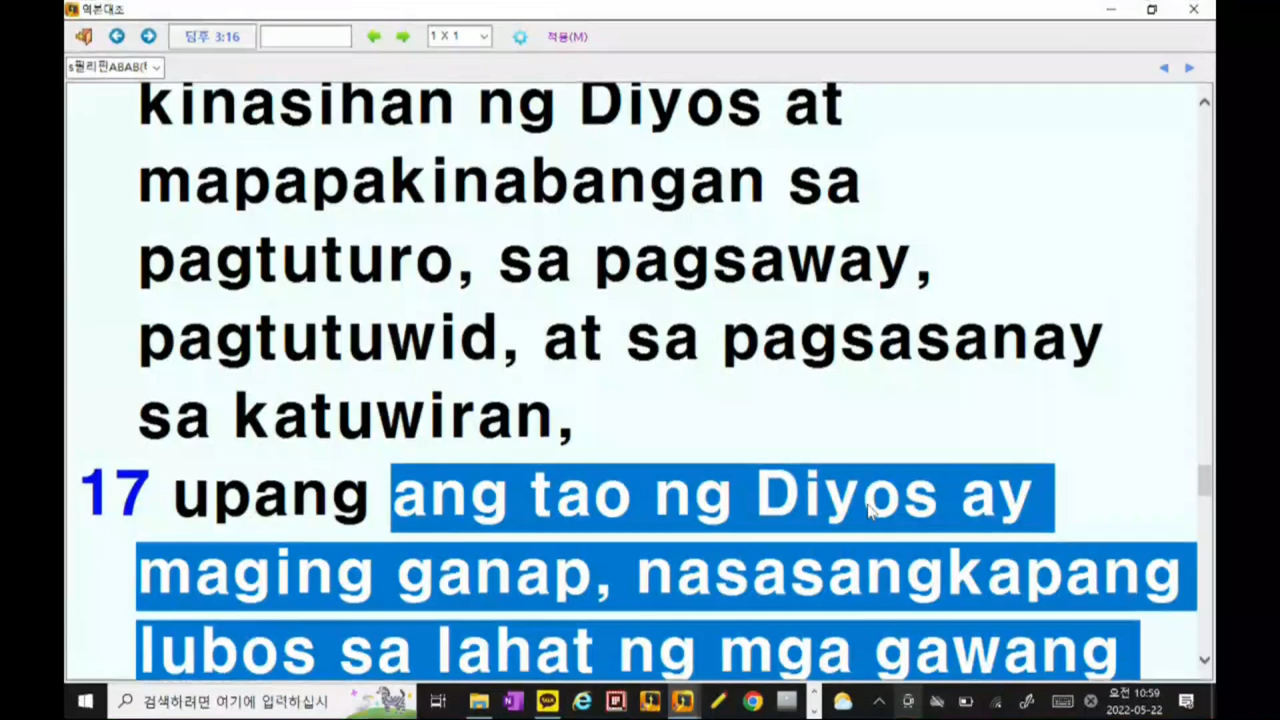 역본대조
딤후 3:16
1 X 1
적용(M)
s필리핀ABAB(
kinasihan ng Diyos at
mapapakinabangan sa
pagtuturo, sa pagsaway,
pagtutuwid, at sa pagsasanay
sa katuwiran,
17 upang ang tao ng Diyos ay
maging ganap, nasasangkapang
lubos sa lahat ng mga gawang
검색하려면 여기에 입력하십시
오전 10:59
2022-05-22